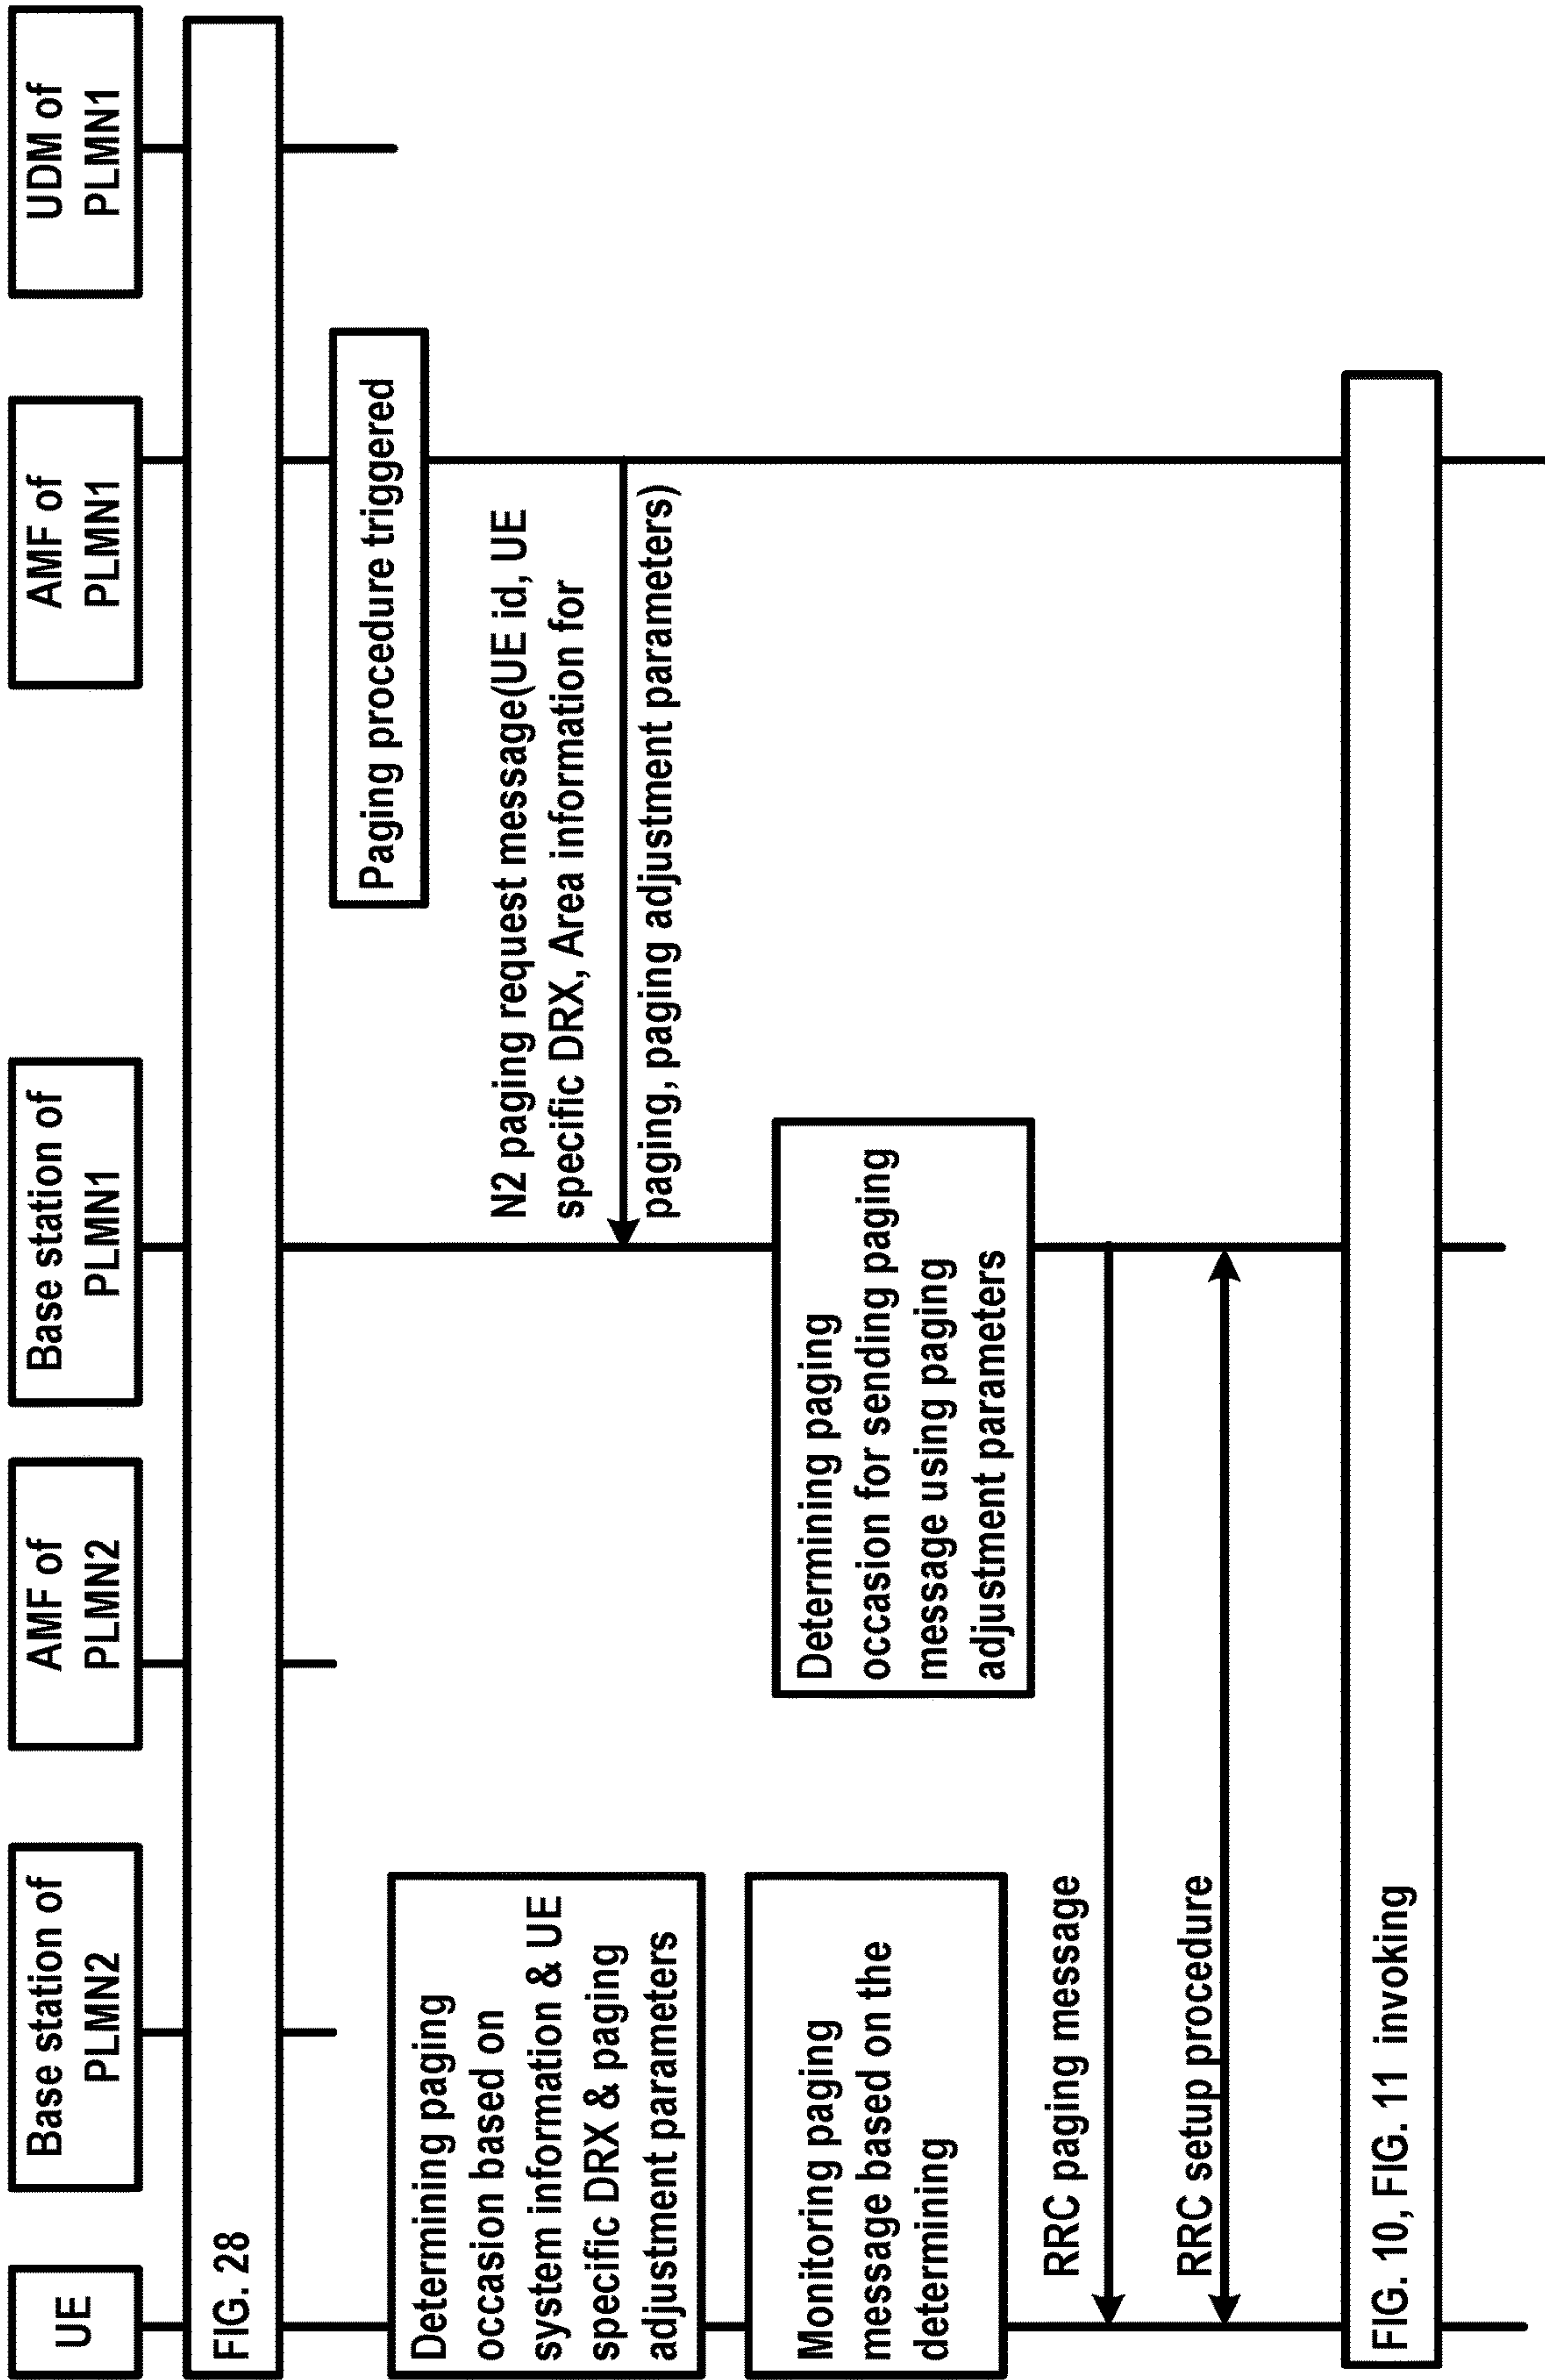 UE
Base station of
PLMN2
AMF of
PLMN2
Base station of
PLMN1
AMF of
PLMN1
UDM of
PLMN1
FIG. 28
Paging procedure triggered
Determining paging
occasion based on
system information & UE
specific DRX & paging
adjustment parameters
N2 paging request message(UE id, UE
specific DRX, Area information for
paging, paging adjustment parameters)
Monitoring paging
message based on the
determining
Determining paging
occasion for sending paging
message using paging
adjustment parameters
RRC paging message
RRC setup procedure
FIG. 10, FIG. 11 invoking